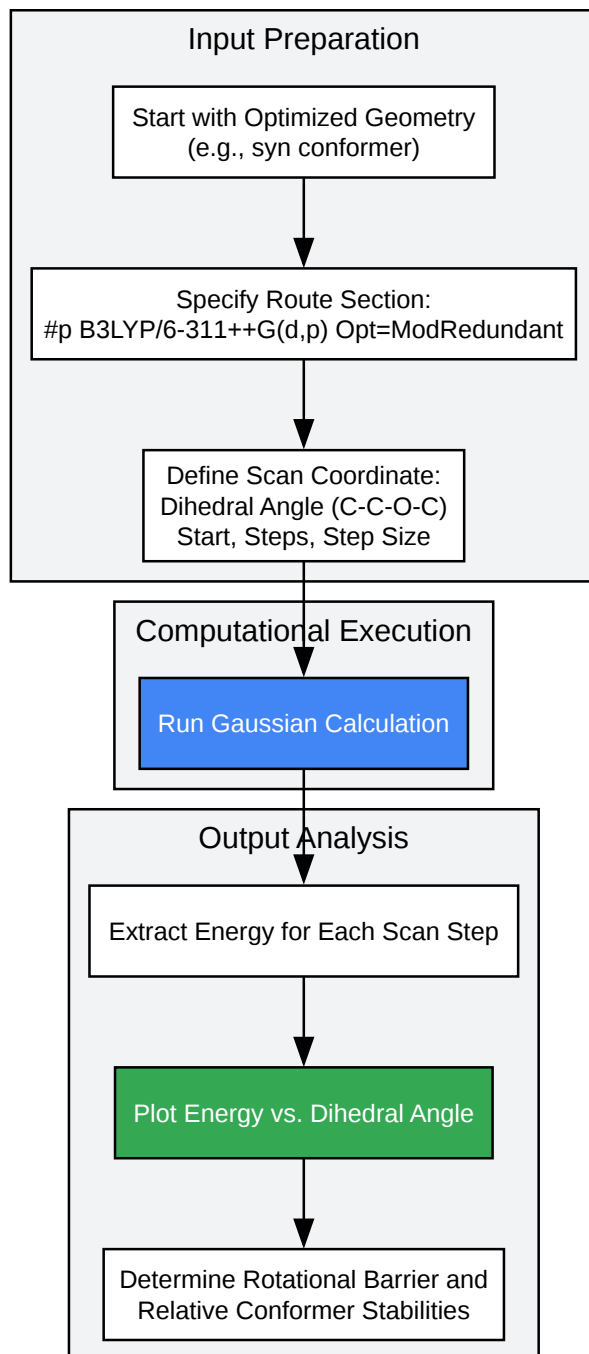 Input Preparation
Start with Optimized Geometry
(e.g., syn conformer)
Specify Route Section:
#p B3LYP/6-311++G(d,p) Opt=ModRedundant
Define Scan Coordinate:
Dihedral Angle (C-C-O-C)
Start, Steps, Step Size
Computational Execution
Run Gaussian Calculation
Output Analysis
Extract Energy for Each Scan Step
Plot Energy vs. Dihedral Angle
Determine Rotational Barrier and
Relative Conformer Stabilities